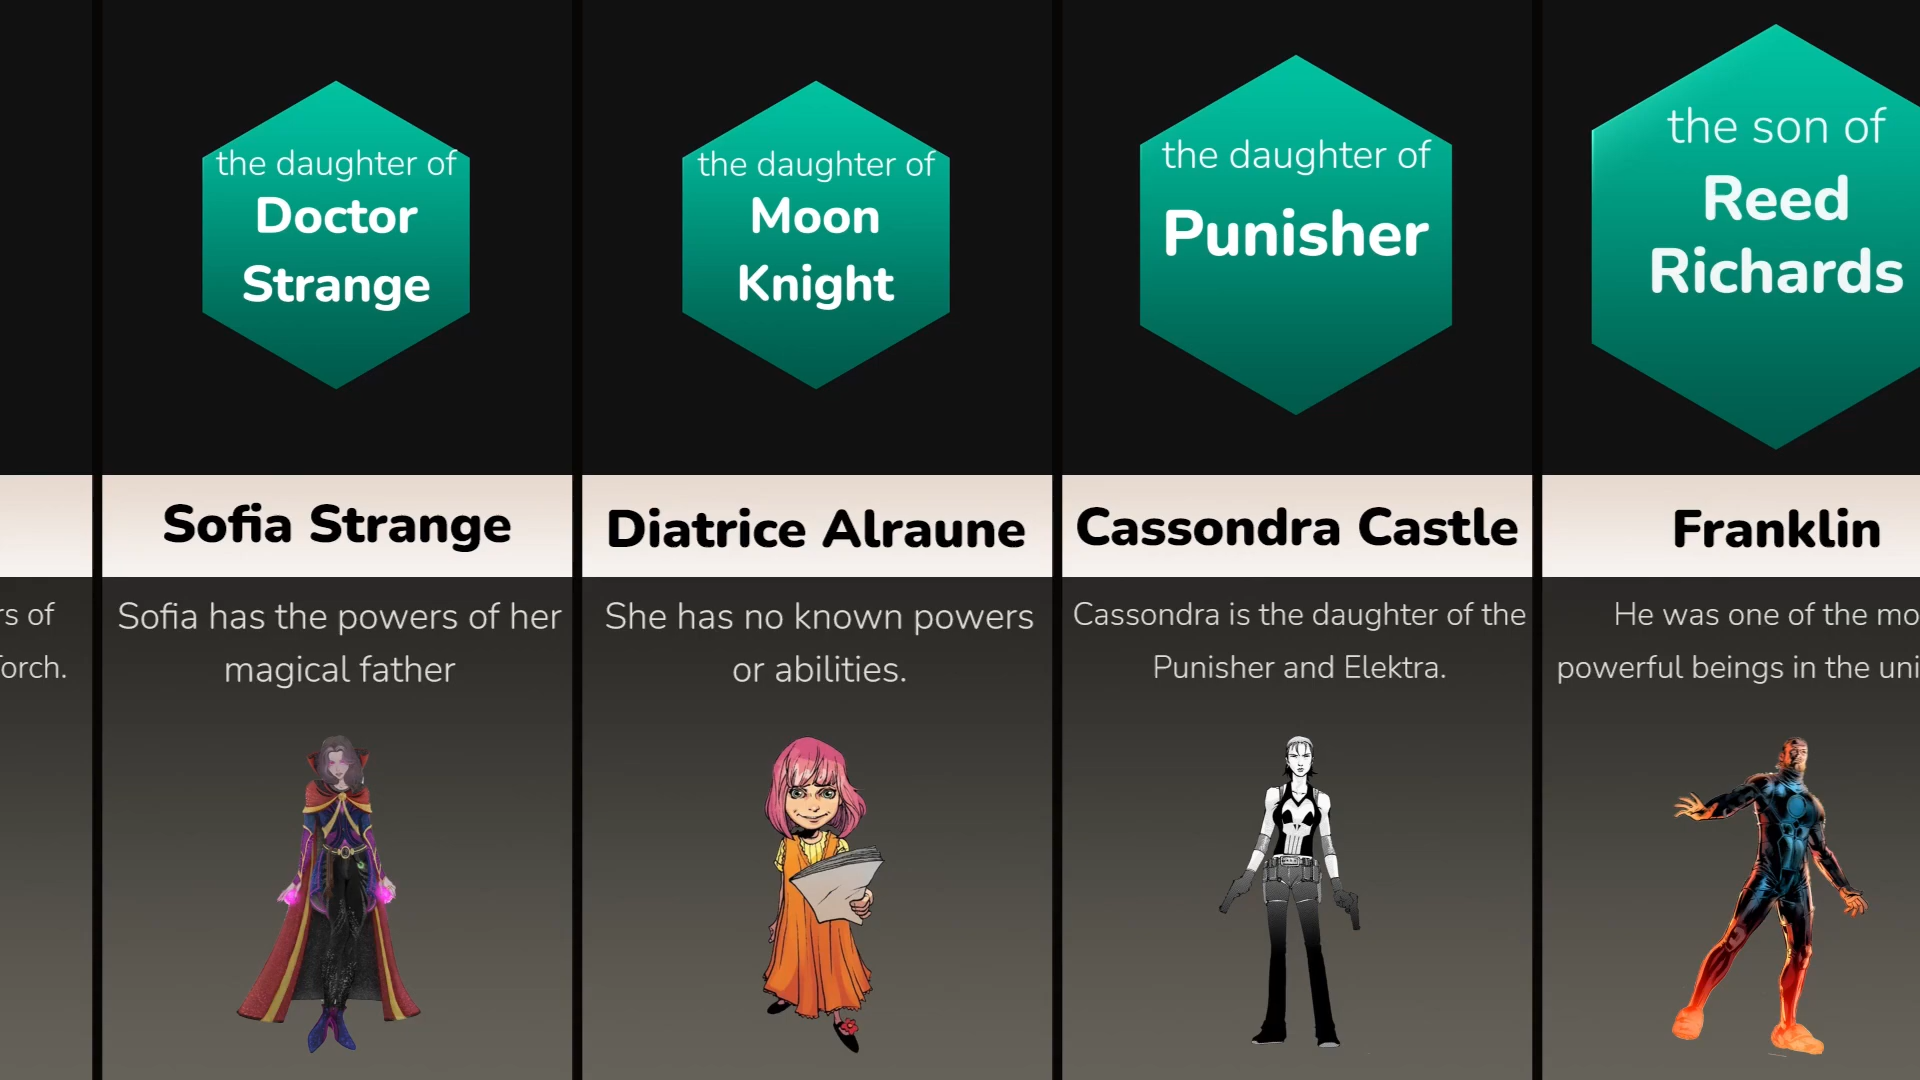 rs of
Torch.
the daughter of
Doctor
Strange
Sofia Strange
Sofia has the powers of her
magical father
the daughter of
Moon
Knight
Diatrice Alraune
She has no known powers
or abilities.
the daughter of
Punisher
Cassondra Castle
Cassondra is the daughter of the
Punisher and Elektra.
the son of
Reed
Richards
Franklin
He was one of the mo
powerful beings in the uni